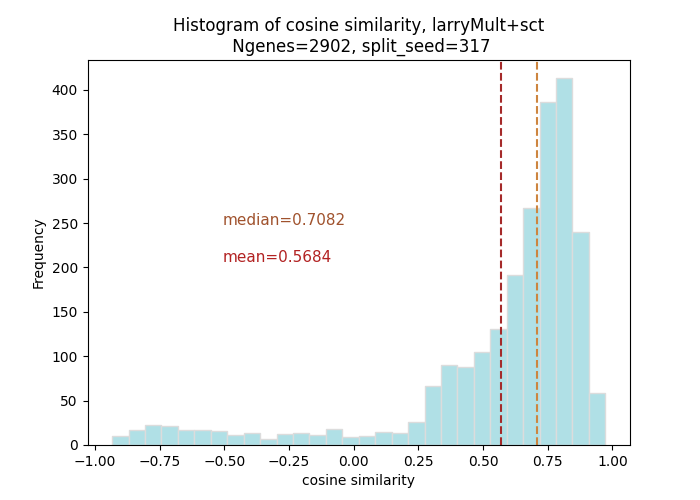 Histogram of cosine similarity, larryMult+sct
Ngenes=2902, split_seed=317
Frequency
400
350
300
250
200
150
100
50
0
median=0.7082
mean=0.5684
−1.00 −0.75 −0.50 −0.25 0.00 0.25 0.50 0.75 1.00
cosine similarity